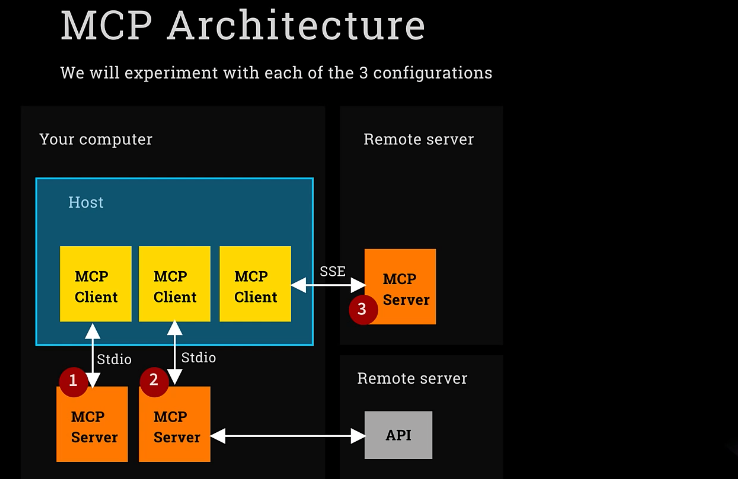 MCP Architecture
We will experiment with each of the 3 configurations
Your computer
Remote server
Host
MCP
Client
MCP
Client
MCP
Client
SSE
MCP
Server
3
Stdio
Stdio
Remote server
1
2
MCP
Server
MCP
Server
API